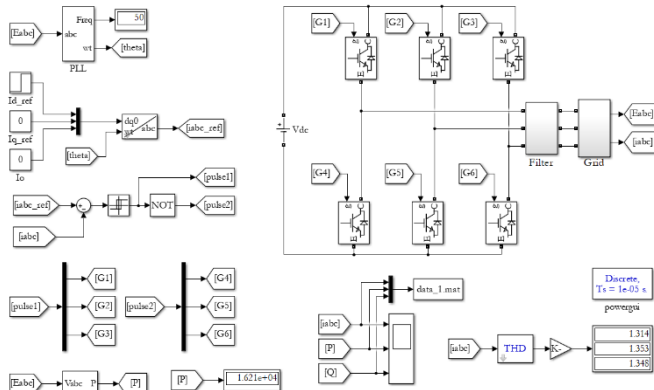 [Eabc]
abc
Freq
wt
PLL
50
[theta]
Id_ref
0
Iq_ref
0
Io
dq0
wt
abc
[iabc_ref]
[theta]
[iabc_ref]
[iabc]
NOT
[pulse1]
[pulse2]
[pulse1]
[G1]
[G2]
[G3]
[pulse2]
[G4]
[G5]
[G6]
[Eabc]
Vabc
P
[P]
[P]
1.621e+04
[G1]
[G2]
[G3]
g
C
E
g
C
E
g
C
E
Vdc
[G4]
[G5]
[G6]
g
C
E
g
C
E
g
C
E
Filter
Grid
[Eabc]
[iabc]
data_1.mat
[iabc]
[P]
[Q]
Discrete,
Ts = 1e-05 s.
powergui
[iabc]
THD
K-
1.314
1.353
1.348